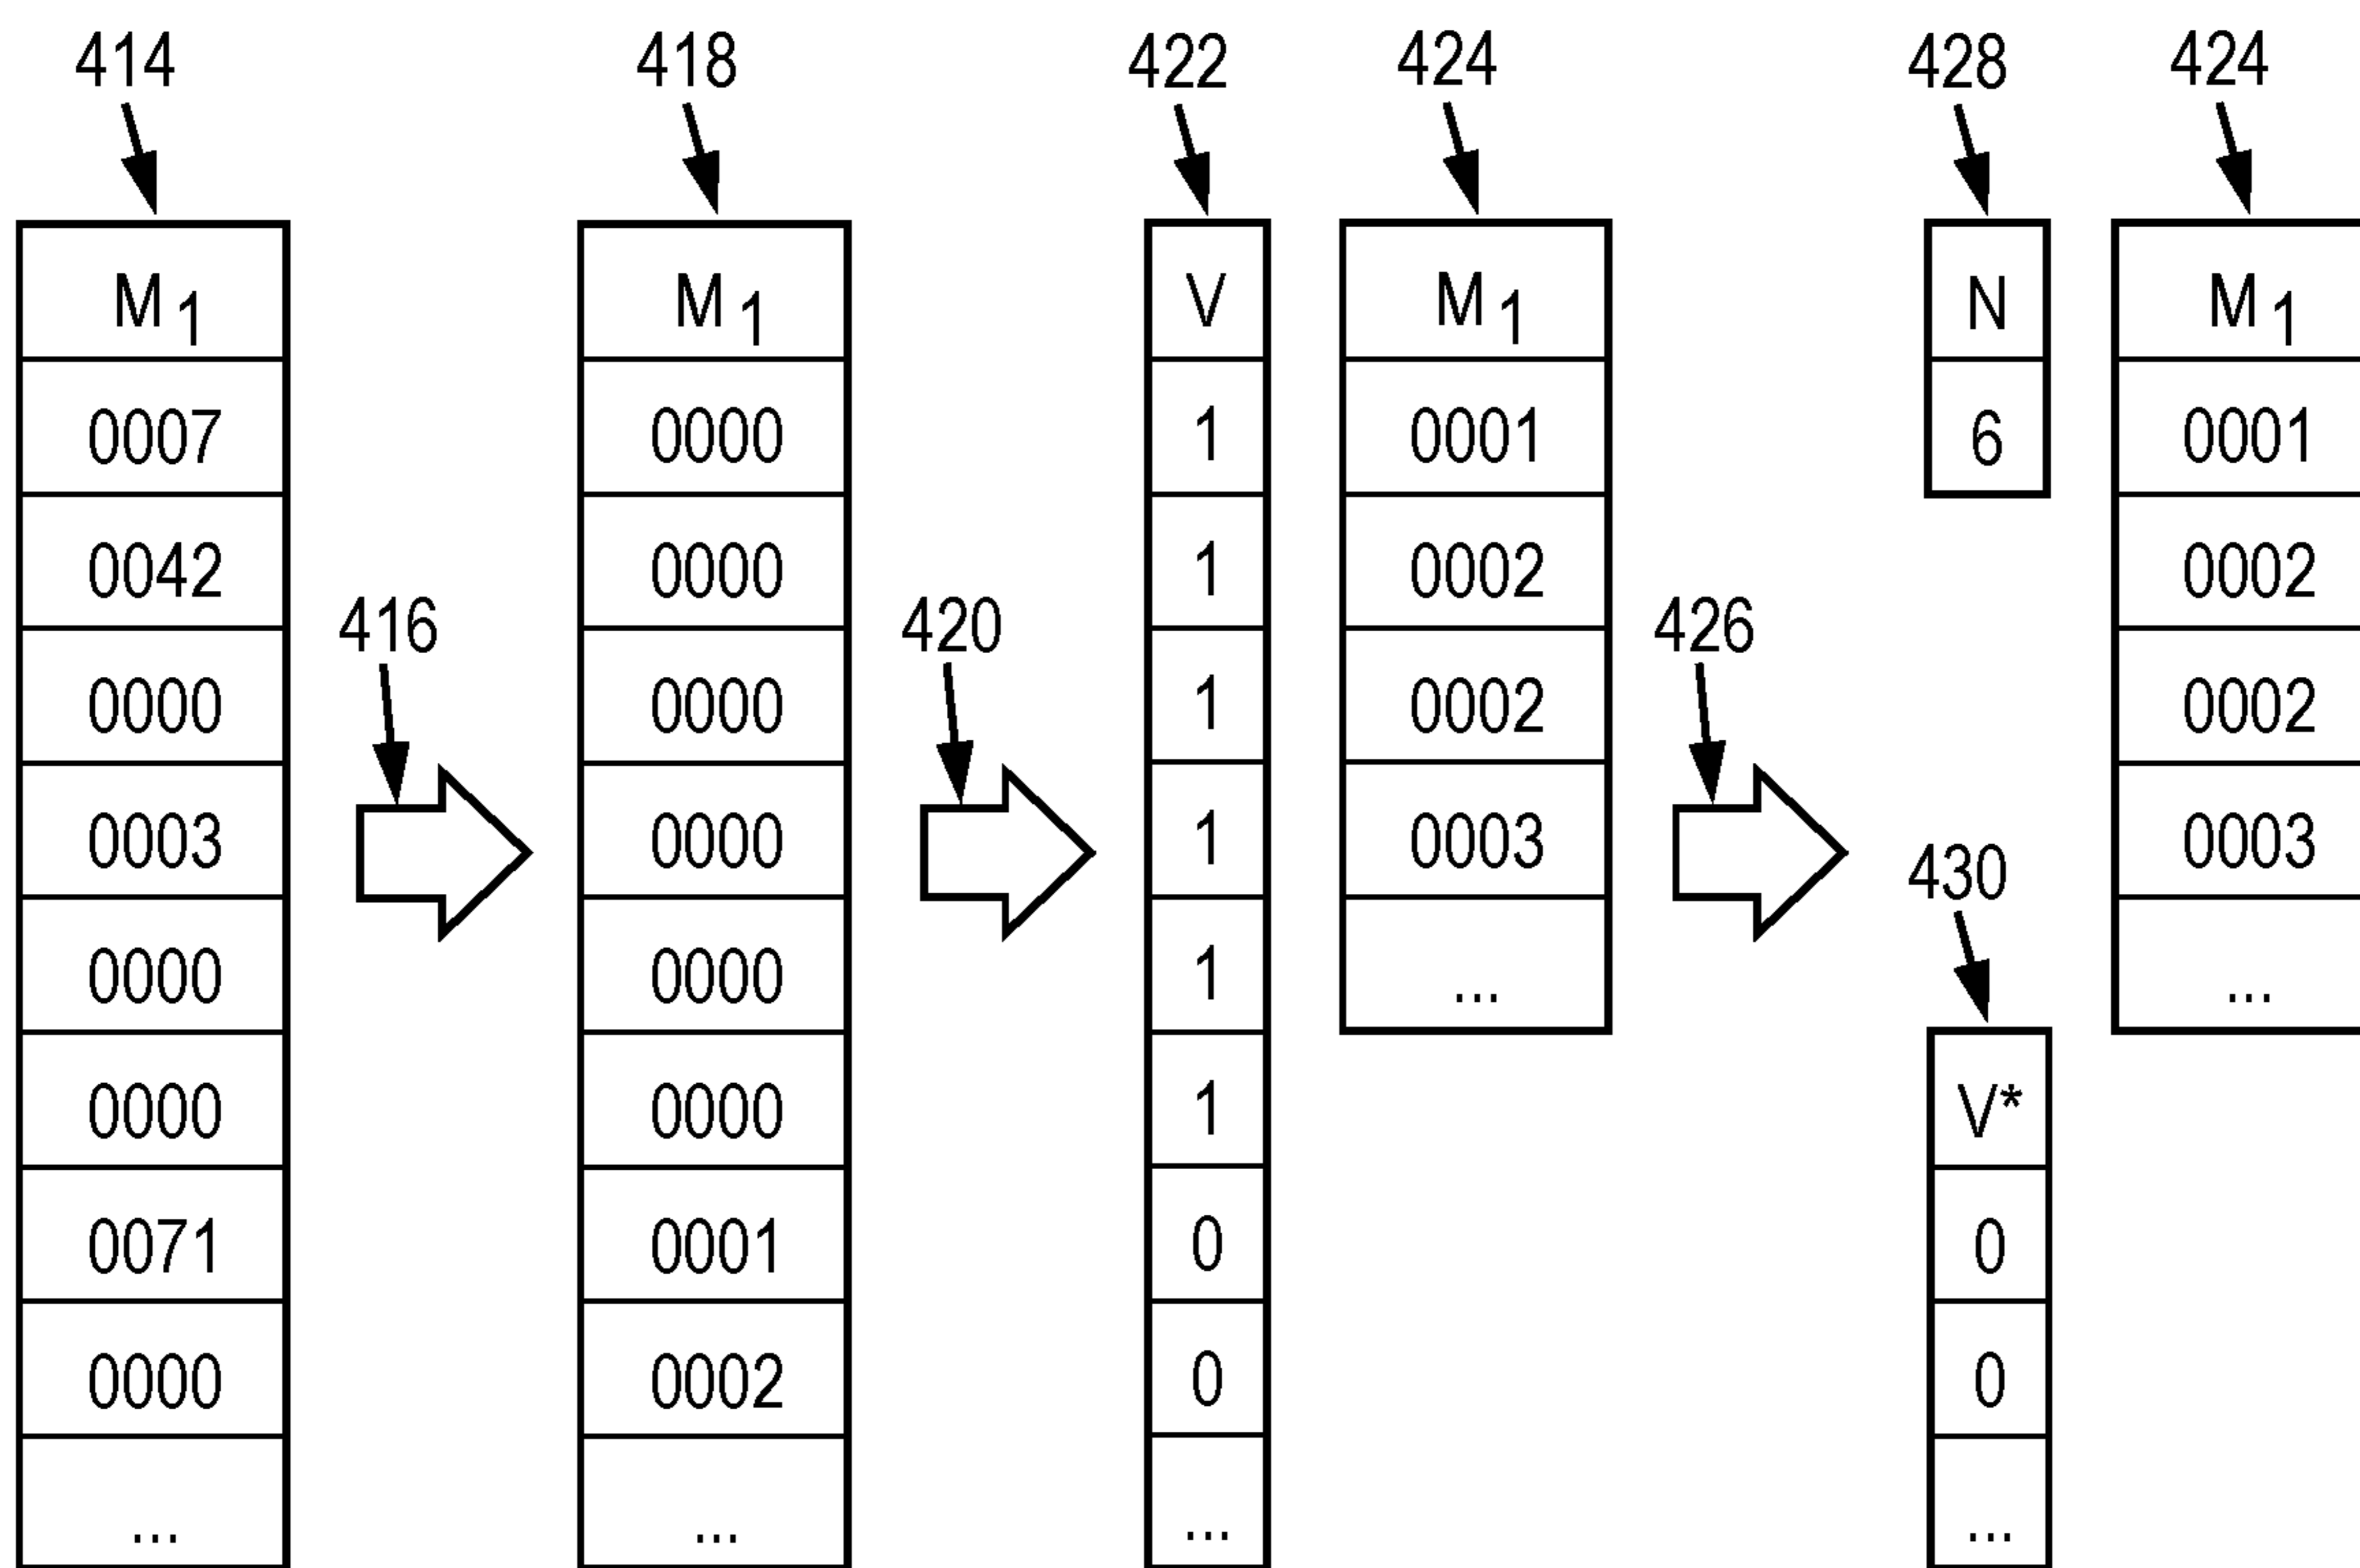 414 418 422 424 428 424
M1 M1 V M1 N M1
0007 0000 1 0001 6 0001
0042 0000 1 0002 0002
416 420 426
0000 0000 1 0002 0002
0003 0000 1 0003 0003
430
0000 0000 1 ... ...
0000 0000 1 V*
0071 0001 0 0
0000 0002 0 0
... ... ... ...